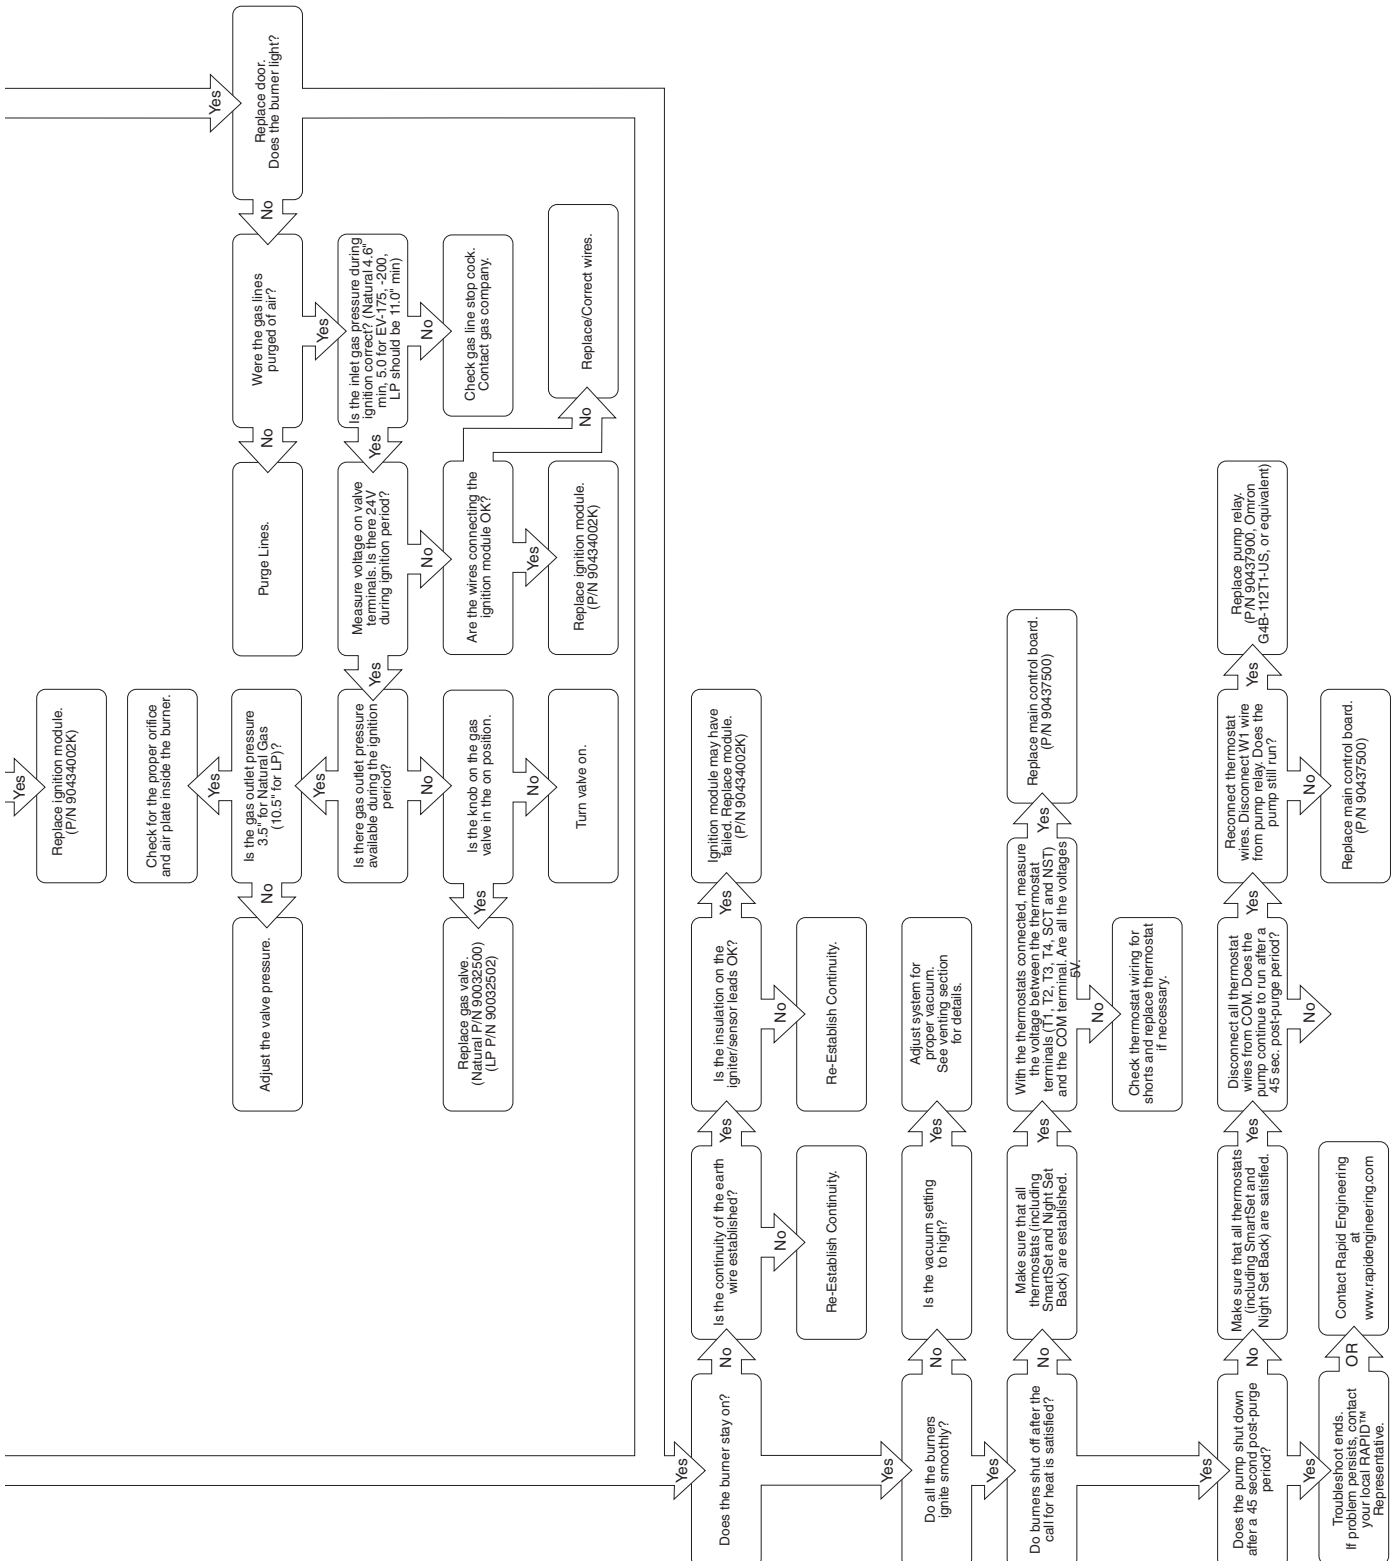 Yes
Replace door.
Does the burner light?
No
Were the gas lines
purged of air?
No
Purge Lines.
Yes
Is the inlet gas pressure during
ignition correct? (Natural 4.6"
min, 5.0 for EV-175, -200,
LP should be 11.0" min)
No
Check gas line stop cock.
Contact gas company.
Yes
Measure voltage on valve
terminals. Is there 24V
during ignition period?
No
Are the wires connecting the
ignition module OK?
No
Replace/Correct wires.
Yes
Replace ignition module.
(P/N 90434002K)
Yes
Is there gas outlet pressure
available during the ignition
period?
Yes
Is the gas outlet pressure
3.5" for Natural Gas
(10.5" for LP)?
Yes
Check for the proper orifice
and air plate inside the burner.
No
Adjust the valve pressure.
No
Is the knob on the gas
valve in the on position.
No
Turn valve on.
Yes
Replace gas valve.
(Natural P/N 90032500)
(LP P/N 90032502)
Yes
Replace ignition module.
(P/N 90434002K)
Yes
Does the burner stay on?
No
Is the continuity of the earth
wire established?
No
Re-Establish Continuity.
Yes
Is the insulation on the
igniter/sensor leads OK?
No
Re-Establish Continuity.
Yes
Ignition module may have
failed. Replace module.
(P/N 90434002K)
Yes
Do all the burners
ignite smoothly?
No
Is the vacuum setting
to high?
Yes
Adjust system for
proper vacuum.
See venting section
for details.
Yes
Do burners shut off after the
call for heat is satisfied?
No
Make sure that all
thermostats (including
SmartSet and Night Set
Back) are established.
Yes
With the thermostats connected, measure
the voltage between the thermostat
terminals (T1, T2, T3, T4, SCT and NST)
and the COM terminal. Are all the voltages
5V.
Yes
Replace main control board.
(P/N 90437500)
No
Check thermostat wiring for
shorts and replace thermostat
if necessary.
Yes
Does the pump shut down
after a 45 second post-purge
period?
No
Make sure that all thermostats
(including SmartSet and
Night Set Back) are satisfied.
Yes
Disconnect all thermostat
wires from COM. Does the
pump continue to run after a
45 sec. post-purge period?
No
Yes
Reconnect thermostat
wires. Disconnect W1 wire
from pump relay. Does the
pump still run?
Yes
Replace pump relay.
(P/N 90437900, Omron
G4B-112T1-US, or equivalent)
No
Replace main control board.
(P/N 90437500)
Yes
Troubleshoot ends.
If problem persists, contact
your local RAPID™
Representative.
OR
Contact Rapid Engineering
at
www.rapidengineering.com